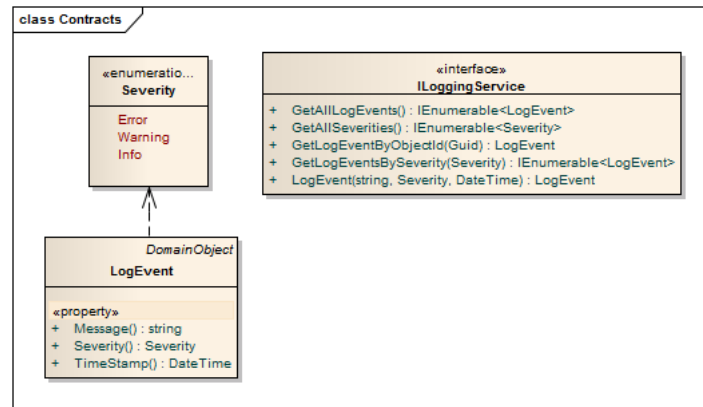 class Contracts
«enumeratio...
Severity
Error
Warning
Info
«interface»
ILoggingService
+ GetAllLogEvents() : IEnumerable<LogEvent>
+ GetAllSeverities() : IEnumerable<Severity>
+ GetLogEventByObjectId(Guid) : LogEvent
+ GetLogEventsBySeverity(Severity) : IEnumerable<LogEvent>
+ LogEvent(string, Severity, DateTime) : LogEvent
DomainObject
LogEvent
«property»
+ Message() : string
+ Severity() : Severity
+ TimeStamp() : DateTime